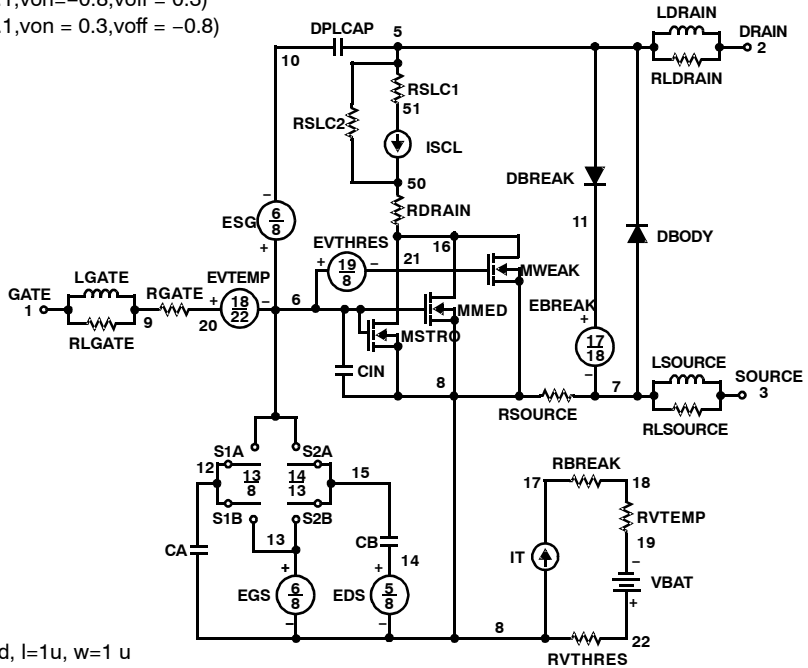 .1,von=−0.8,voff = 0.3)
.1,von = 0.3,voff = −0.8)
LDRAIN
DPLCAP
5
DRAIN
2
10
RLDRAIN
RSLC1
51
RSLC2
ISCL
50
DBREAK
−
ESG
6
8
+
RDRAIN
11
DBODY
EVTHRES
16
21
+
19
8
−
MWEAK
LGATE
EVTEMP
GATE
1
RGATE
+
18
22
−
6
EBREAK
9
20
MMED
+
RLGATE
MSTRO
17
18
−
LSOURCE
CIN
8
7
SOURCE
3
RSOURCE
RLSOURCE
S1A
S2A
12
13
8
14
13
15
RBREAK
17
18
S1B
S2B
RVTEMP
13
CB
19
CA
14
IT
−
+
+
VBAT
EGS
6
8
EDS
5
8
+
−
−
8
22
RVTHRES
d, l=1u, w=1 u